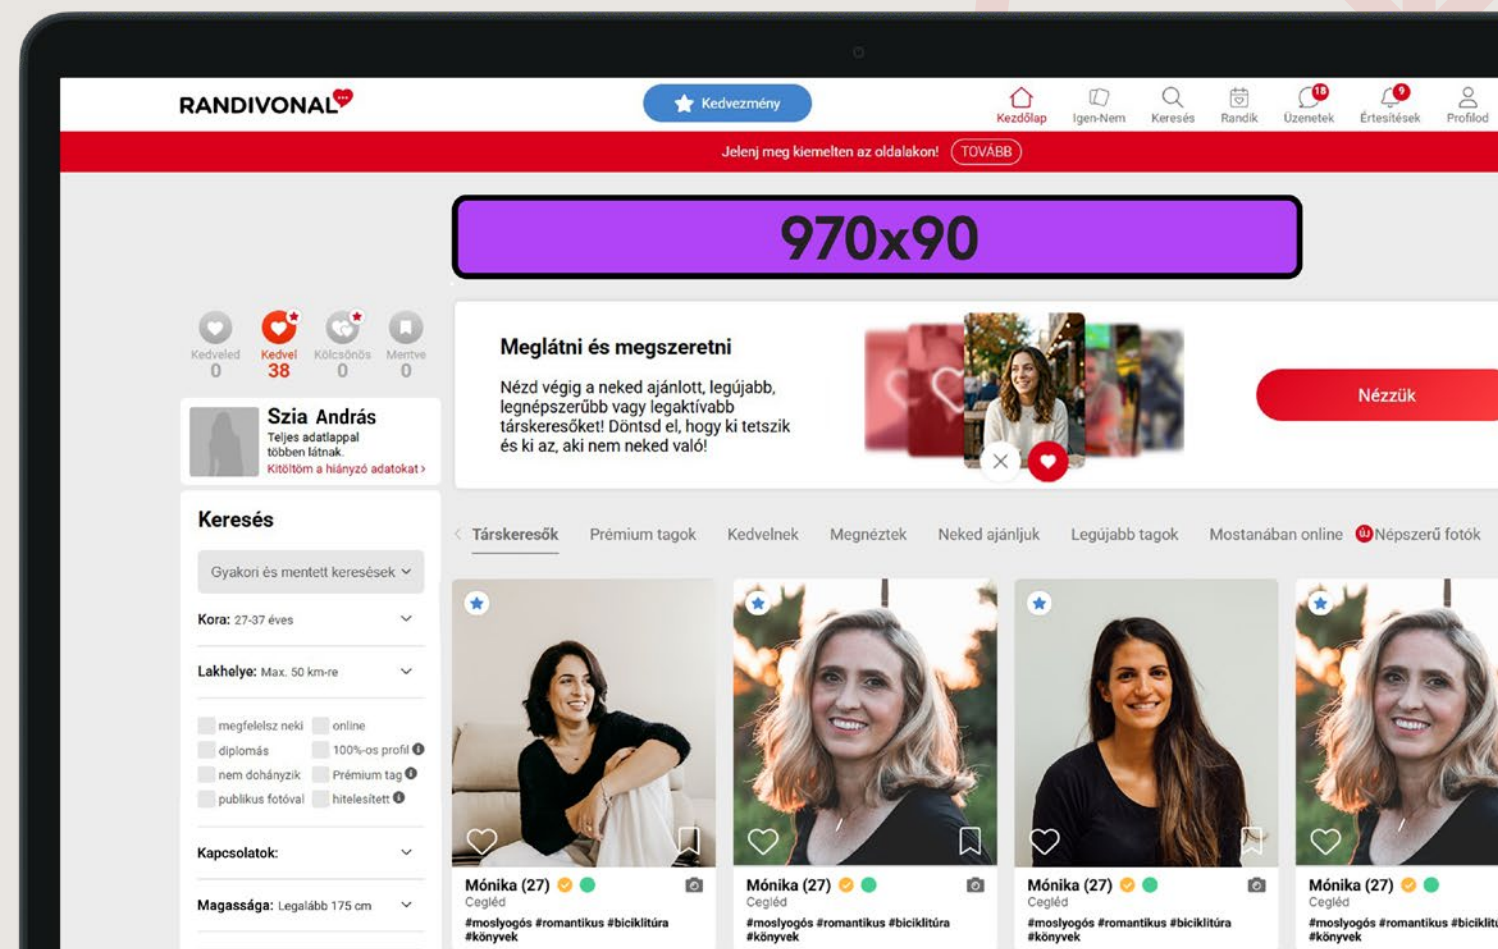 RANDIVONAL
Kedvezmény
Kezdőlap
Igen-Nem
Keresés
Randik
18
Üzenetek
9
Értesítések
Profilod
Jelenj meg kiemelten az oldalakon! TOVÁBB
970x90
Kedveled
0
Kedvel
38
Kölcsönös
0
Mentve
0
Szia András
Teljes adatlappal
többen látnak.
Kitöltöm a hiányzó adatokat >
Meglátni és megszeretni
Nézd végig a neked ajánlott, legújabb,
legnépszerűbb vagy legaktívabb
társkeresőket! Döntsd el, hogy ki tetszik
és ki az, aki nem neked való!
Nézzük
Keresés
Gyakori és mentett keresések
Kora: 27-37 éves
Lakhelye: Max. 50 km-re
megfelelsz neki
online
diplomás
100%-os profil
nem dohányzik
Prémium tag
publikus fotóval
hitelesített
Kapcsolatok:
Magassága: Legalább 175 cm
Társkeresők
Prémium tagok
Kedvelnek
Megnéztek
Neked ajánljuk
Legújabb tagok
Mostanában online
ÚJ
Népszerű fotók
Mónika (27)
Cegléd
#moslyogós #romantikus #biciklitúra
#könyvek
Mónika (27)
Cegléd
#moslyogós #romantikus #biciklitúra
#könyvek
Mónika (27)
Cegléd
#moslyogós #romantikus #biciklitúra
#könyvek
Mónika (27)
Cegléd
#moslyogós #romantikus #biciklitú
#könyvek